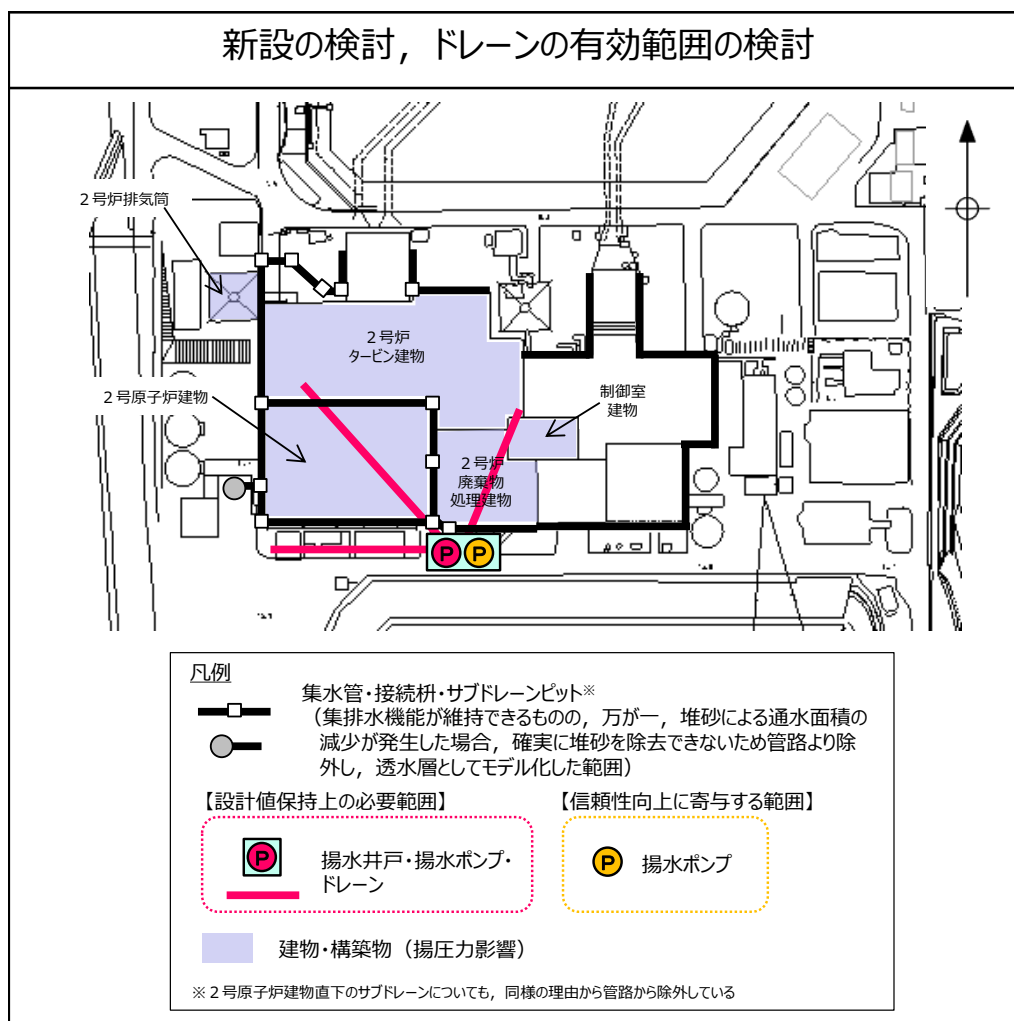 新設の検討，ドレーンの有効範囲の検討
２号炉排気筒
２号炉
タービン建物
２号原子炉建物
制御室
建物
２号炉
廃棄物
処理建物
P P
凡例
集水管・接続桝・サブドレーンピット※
（集排水機能が維持できるものの，万が一，堆砂による通水面積の
減少が発生した場合，確実に堆砂を除去できないため管路より除
外し，透水層としてモデル化した範囲）
【設計値保持上の必要範囲】
【信頼性向上に寄与する範囲】
P
揚水井戸・揚水ポンプ・
ドレーン
P
揚水ポンプ
建物・構築物（揚圧力影響）
※２号原子炉建物直下のサブドレーンについても，同様の理由から管路から除外している